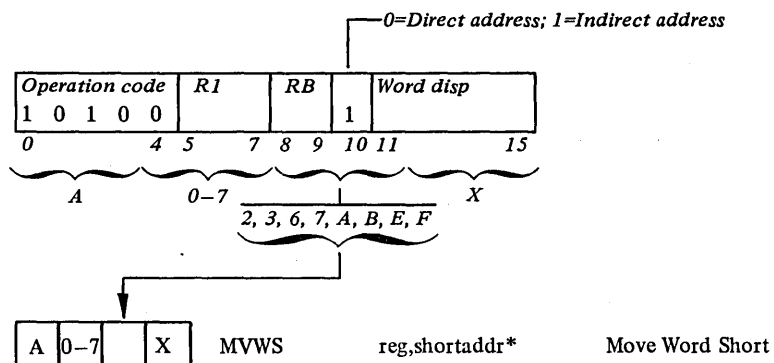 0=Direct address; 1=Indirect address
Operation code R1 RB Word disp
1 0 1 0 0 1
0 4 5 7 8 9 10 11 15
A 0–7 X
2, 3, 6, 7, A, B, E, F
A 0–7 X MVWS reg,shortaddr* Move Word Short